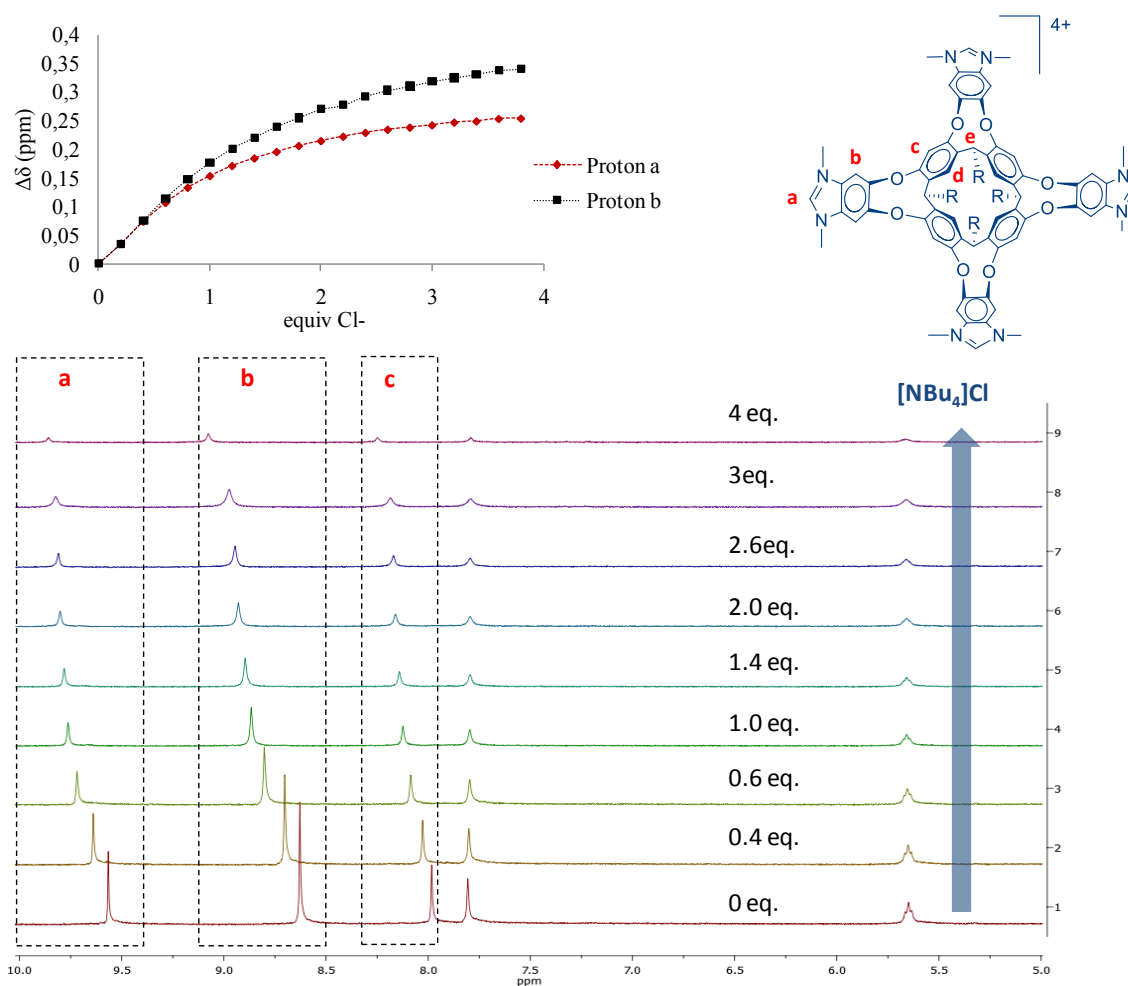 0,4
0,35
0,3
0,25
0,2
0,15
0,1
0,05
0
Δδ (ppm)
0 1 2 3 4
equiv Cl-
Proton a
Proton b
4+
N N
O O
e
c
b
d
a
R
R R
R
N
N
O
O
O
O
N
N
O O
N N
a
b
c
[NBu4]Cl
4 eq.
3eq.
2.6eq.
2.0 eq.
1.4 eq.
1.0 eq.
0.6 eq.
0.4 eq.
0 eq.
9
8
7
6
5
4
3
2
1
10.0 9.5 9.0 8.5 8.0 7.5 7.0 6.5 6.0 5.5 5.0
ppm